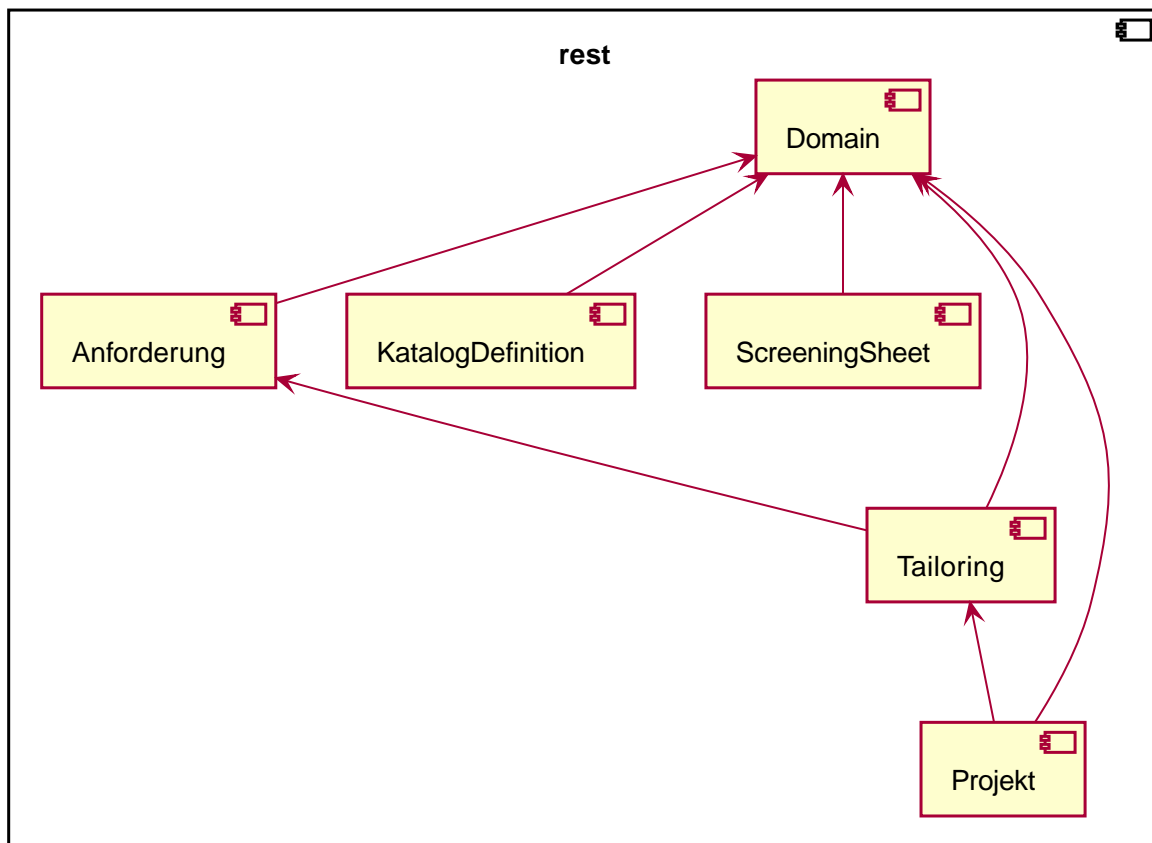 rest
Domain
Anforderung
KatalogDefinition
ScreeningSheet
Tailoring
Projekt